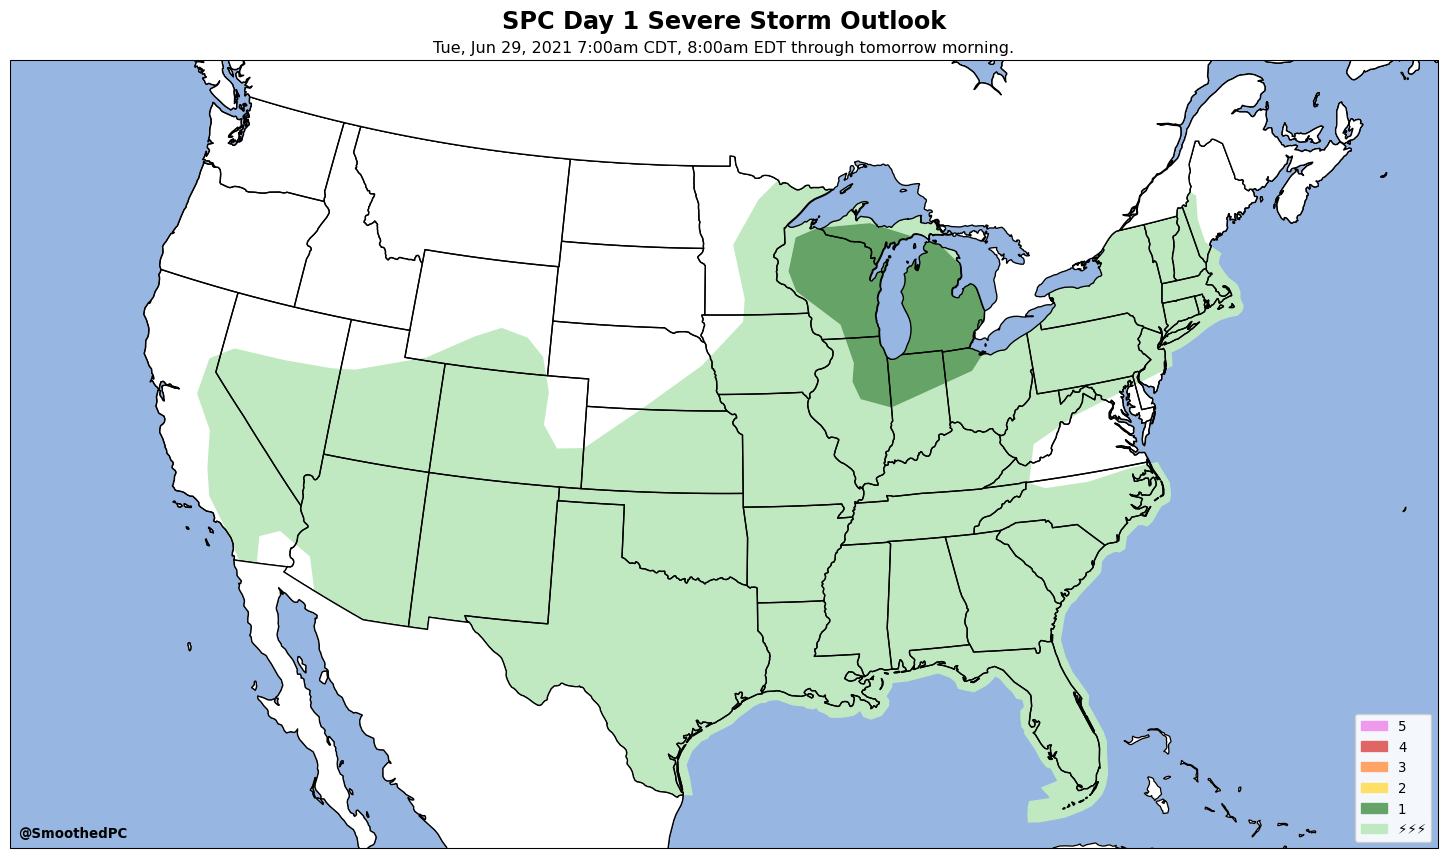 SPC Day 1 Severe Storm Outlook
Tue, Jun 29, 2021 7:00am CDT, 8:00am EDT through tomorrow morning.
5
4
3
2
1
⚡⚡⚡
@SmoothedPC